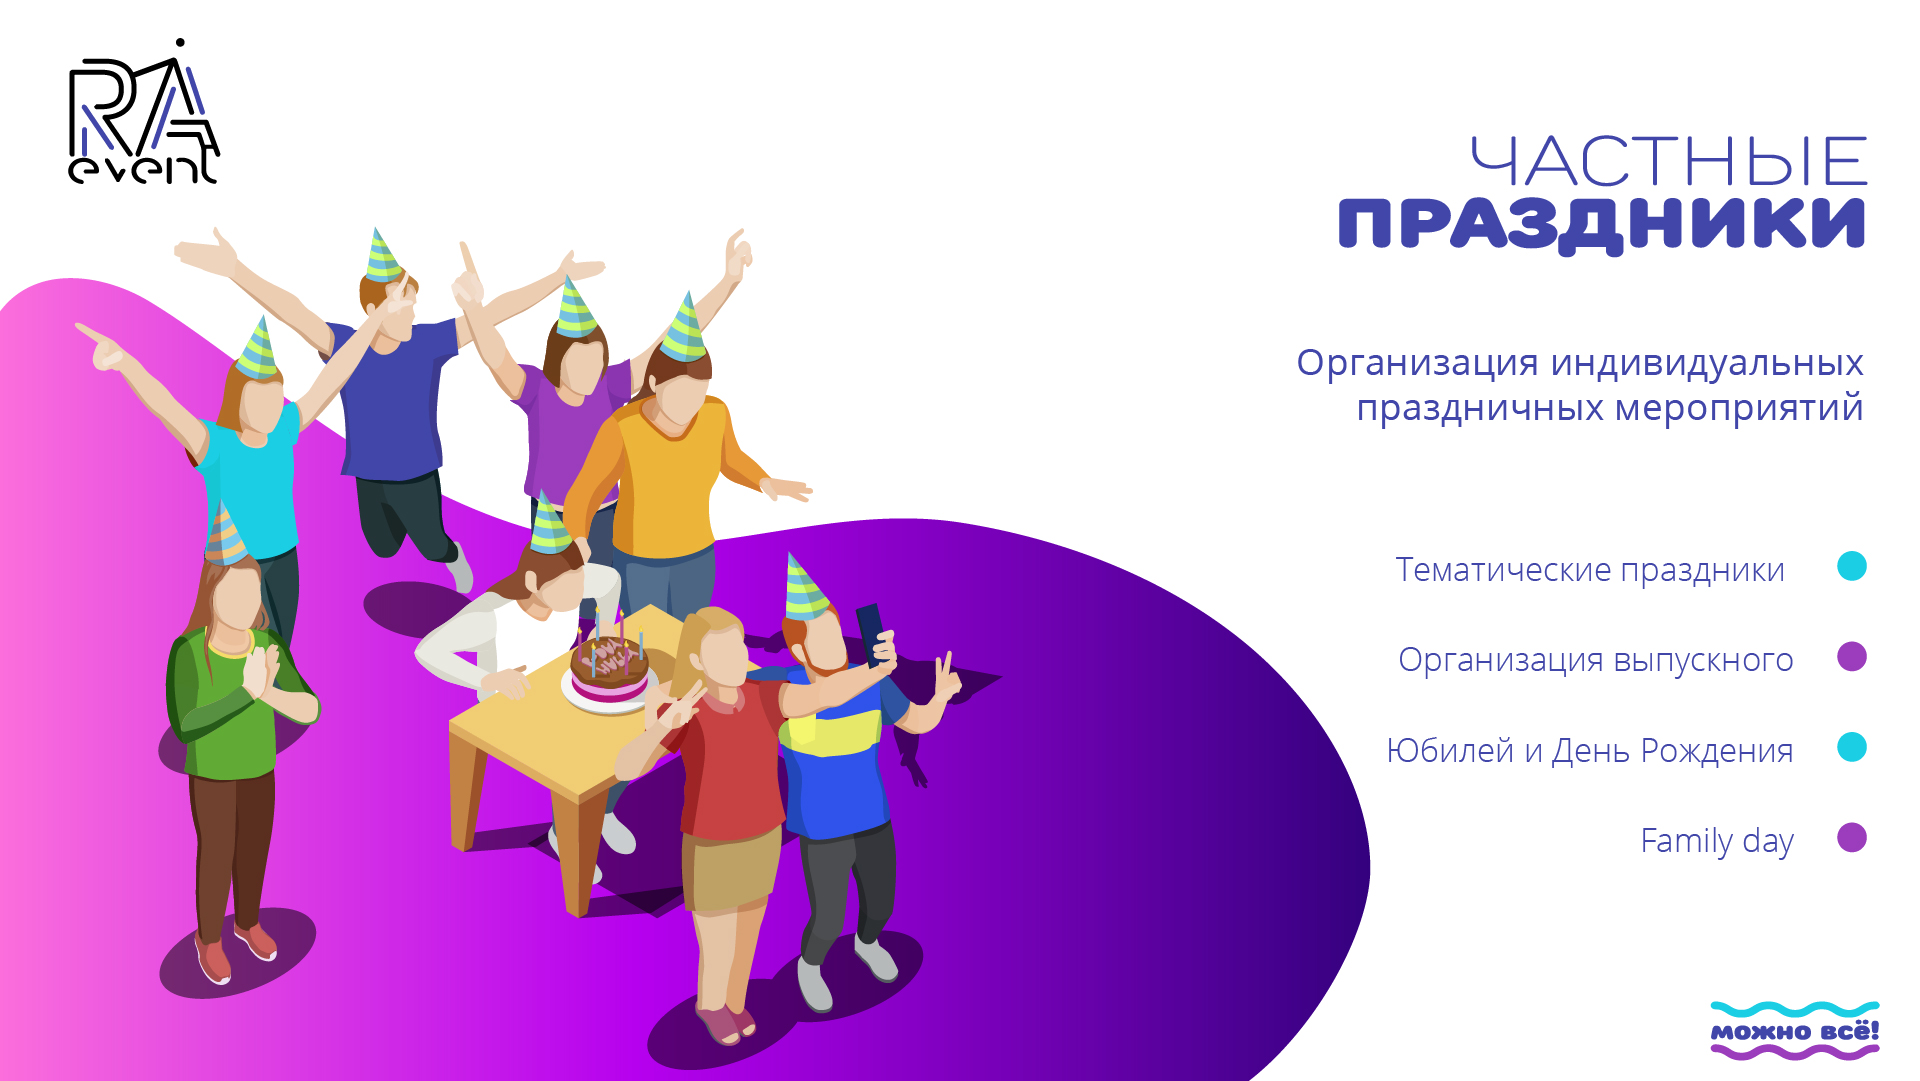 RA
event
ЧАСТНЫЕ
ПРАЗДНИКИ
Организация индивидуальных
праздничных мероприятий
Тематические праздники
Организация выпускного
Юбилей и День Рождения
Family day
МОЖНО ВСЁ!